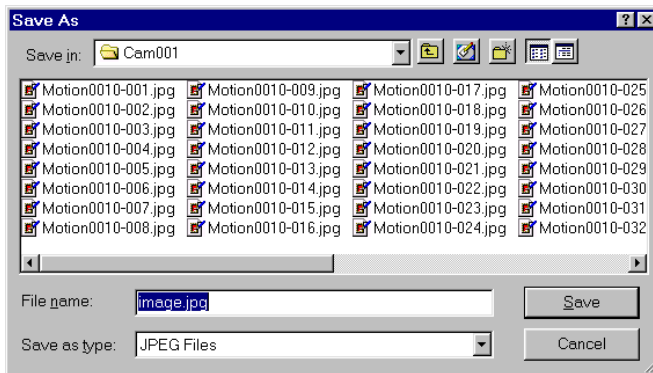 Save As
Save in: Cam001
Motion0010-001.jpg Motion0010-009.jpg Motion0010-017.jpg Motion0010-025
Motion0010-002.jpg Motion0010-010.jpg Motion0010-018.jpg Motion0010-026
Motion0010-003.jpg Motion0010-011.jpg Motion0010-019.jpg Motion0010-027
Motion0010-004.jpg Motion0010-012.jpg Motion0010-020.jpg Motion0010-028
Motion0010-005.jpg Motion0010-013.jpg Motion0010-021.jpg Motion0010-029
Motion0010-006.jpg Motion0010-014.jpg Motion0010-022.jpg Motion0010-030
Motion0010-007.jpg Motion0010-015.jpg Motion0010-023.jpg Motion0010-031
Motion0010-008.jpg Motion0010-016.jpg Motion0010-024.jpg Motion0010-032
File name: image.jpg Save
Save as type: JPEG Files Cancel